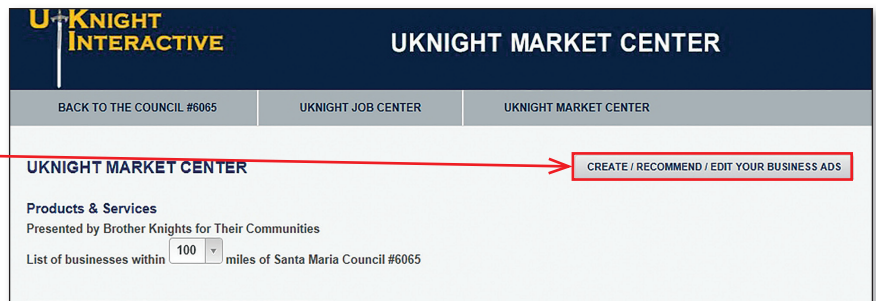 U KNIGHT
INTERACTIVE
UKNIGHT MARKET CENTER
BACK TO THE COUNCIL #6065 UKNIGHT JOB CENTER UKNIGHT MARKET CENTER
UKNIGHT MARKET CENTER CREATE / RECOMMEND / EDIT YOUR BUSINESS ADS
Products & Services
Presented by Brother Knights for Their Communities
List of businesses within 100 miles of Santa Maria Council #6065